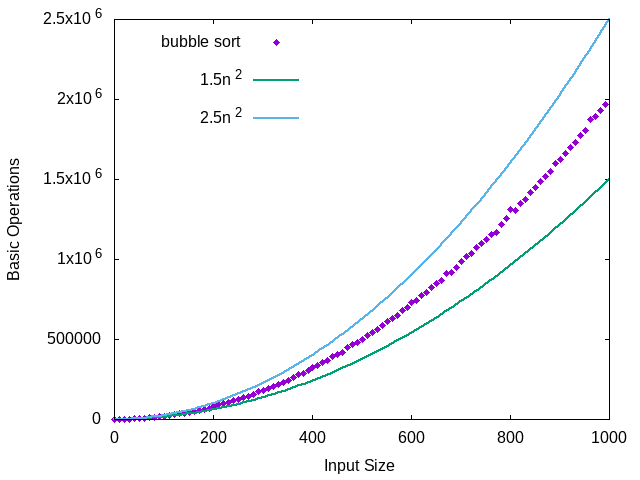 2.5x10^6
2x10^6
1.5x10^6
1x10^6
500000
0
Basic Operations
bubble sort
1.5n^2
2.5n^2
0 200 400 600 800 1000
Input Size